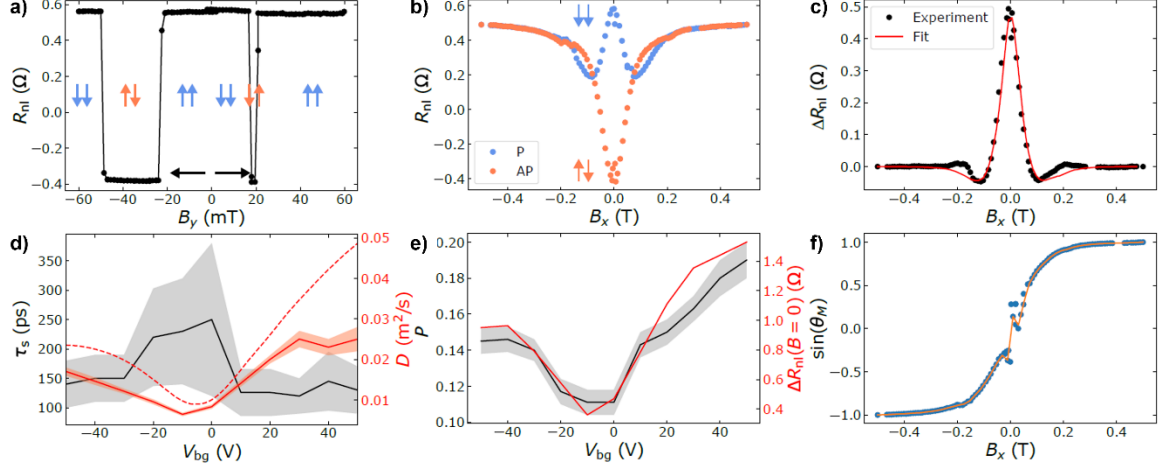 a)
0.6
0.4
0.2
0.0
−0.2
−0.4
R_nl (Ω)
−60 −40 −20 0 20 40 60
B_y (mT)
b)
0.6
0.4
0.2
0.0
−0.2
−0.4
R_nl (Ω)
P
AP
−0.4 −0.2 0.0 0.2 0.4
B_x (T)
c)
0.5
0.4
0.3
0.2
0.1
0.0
ΔR_nl (Ω)
Experiment
Fit
−0.4 −0.2 0.0 0.2 0.4
B_x (T)
d)
350
300
250
200
150
100
τ_s (ps)
0.05
0.04
0.03
0.02
0.01
D (m²/s)
−40 −20 0 20 40
V_bg (V)
e)
0.20
0.18
0.16
0.14
0.12
0.10
P
1.4
1.2
1.0
0.8
0.6
0.4
ΔR_nl(B = 0) (Ω)
−40 −20 0 20 40
V_bg (V)
f)
1.0
0.5
0.0
−0.5
−1.0
sin(θ_M)
−0.4 −0.2 0.0 0.2 0.4
B_x (T)